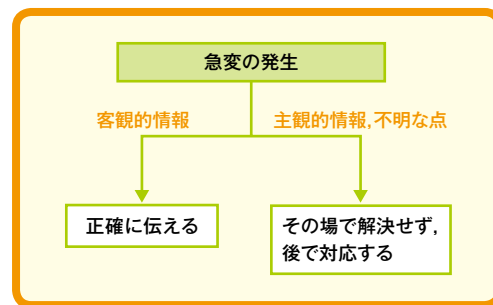 急変の発生
客観的情報
主観的情報,不明な点
正確に伝える
その場で解決せず,
後で対応する